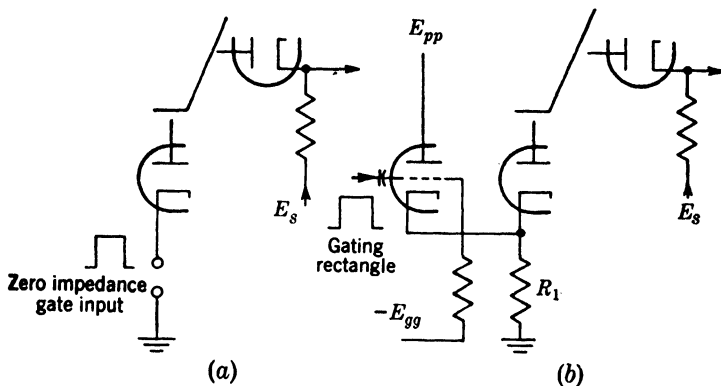 E_pp
E_s
E_s
Zero impedance
gate input
Gating
rectangle
-E_gg
R_1
(a)
(b)